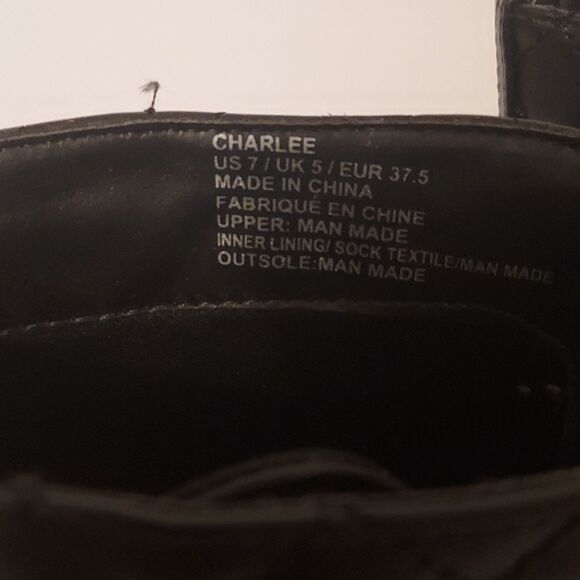 CHARLEE
US 7 / UK 5 / EUR 37.5
MADE IN CHINA
FABRIQUÉ EN CHINE
UPPER: MAN MADE
INNER LINING/ SOCK TEXTILE/MAN MADE
OUTSOLE:MAN MADE